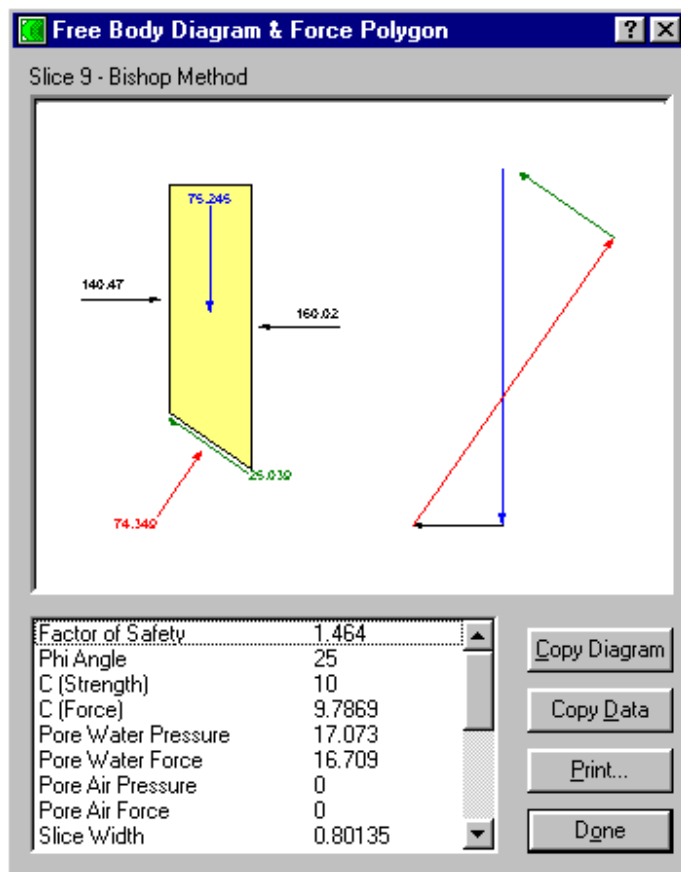 Free Body Diagram & Force Polygon
Slice 9 - Bishop Method
75.245
140.47
160.02
25.039
74.349
Factor of Safety 1.464
Phi Angle 25
C (Strength) 10
C (Force) 9.7869
Pore Water Pressure 17.073
Pore Water Force 16.709
Pore Air Pressure 0
Pore Air Force 0
Slice Width 0.80135
Copy Diagram
Copy Data
Print...
Done